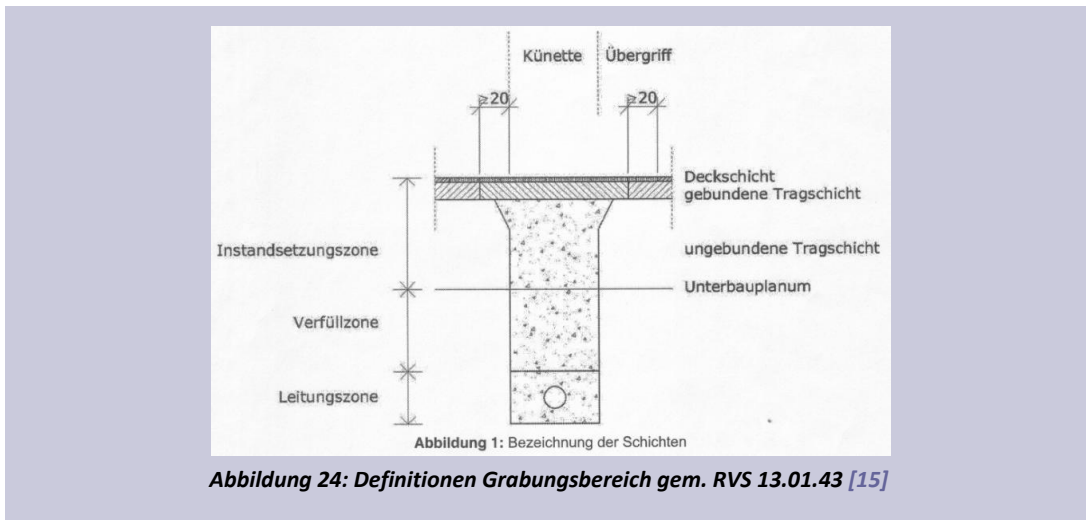 Künette Übergriff
≥20 ≥20
Deckschicht
gebundene Tragschicht
Instandsetzungszone
ungebundene Tragschicht
Unterbauplanum
Verfüllzone
Leitungszone
Abbildung 1: Bezeichnung der Schichten
Abbildung 24: Definitionen Grabungsbereich gem. RVS 13.01.43 [15]